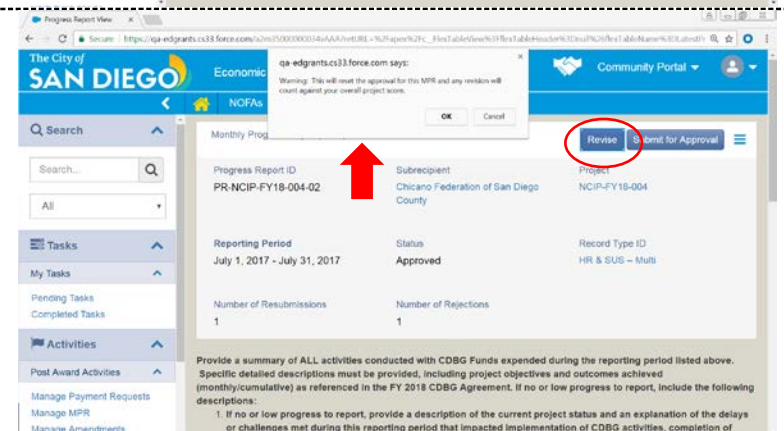 Progress Report View
Secure
The City of
SAN DIEGO
Economic
Community Portal
NOFAs
qa-edgrants.cs33.force.com says:
Warning: This will reset the approval for this MPR and any revision will
count against your overall project score.
OK Cancel
Search
Search...
All
Tasks
My Tasks
Pending Tasks
Completed Tasks
Activities
Post Award Activities
Manage Payment Requests
Manage MPR
Manage Amendments
Monthly Prog
Revise Submit for Approval
Progress Report ID Subrecipient Project
PR-NCIP-FY18-004-02 Chicano Federation of San Diego NCIP-FY18-004
County
Reporting Period Status Record Type ID
July 1, 2017 - July 31, 2017 Approved HR & SUS – Multi
Number of Resubmissions Number of Rejections
1 1
Provide a summary of ALL activities conducted with CDBG Funds expended during the reporting period listed above.
Specific detailed descriptions must be provided, including project objectives and outcomes achieved
(monthly/cumulative) as referenced in the FY 2018 CDBG Agreement. If no or low progress to report, include the following
descriptions:
1. If no or low progress to report, provide a description of the current project status and an explanation of the delays
or challenges met during this reporting period that impacted implementation of CDBG activities, completion of